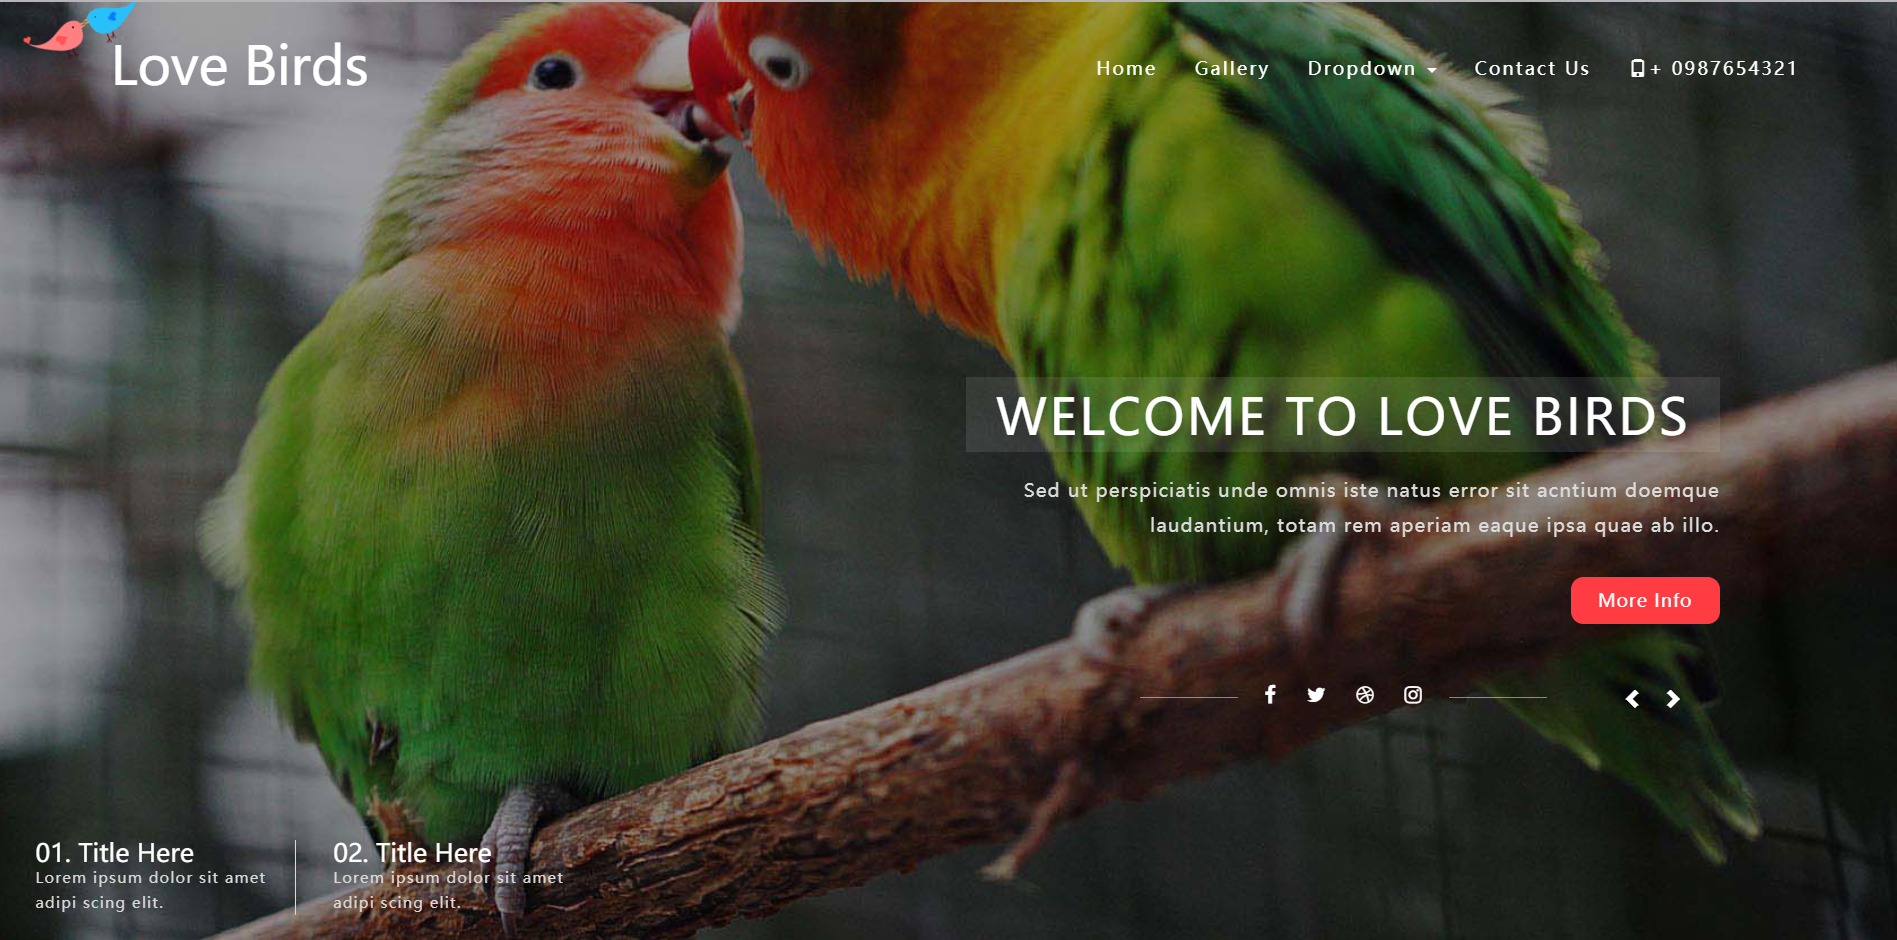 Love Birds
Home Gallery Dropdown Contact Us + 0987654321
WELCOME TO LOVE BIRDS
Sed ut perspiciatis unde omnis iste natus error sit acntium doemque
laudantium, totam rem aperiam eaque ipsa quae ab illo.
More Info
01. Title Here
Lorem ipsum dolor sit amet
adipi scing elit.
02. Title Here
Lorem ipsum dolor sit amet
adipi scing elit.